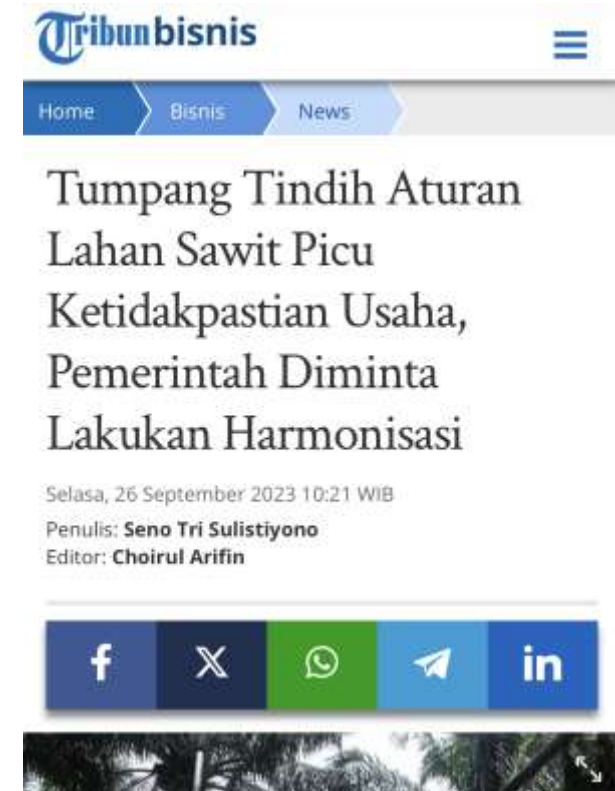 Tribunbisnis
Home Bisnis News
Tumpang Tindih Aturan
Lahan Sawit Picu
Ketidakpastian Usaha,
Pemerintah Diminta
Lakukan Harmonisasi
Selasa, 26 September 2023 10:21 WIB
Penulis: Seno Tri Sulistiyono
Editor: Choirul Arifin